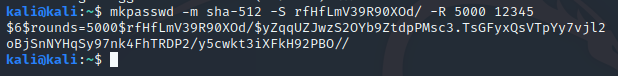 kali@kali:~$ mkpasswd -m sha-512 -S rfHfLmV39R90XOd/ -R 5000 12345
$6$rounds=5000$rfHfLmV39R90XOd/$yZqqUZJwzS2OYb9ZtdpPMsc3.TsGFyxQsVTpYy7vjl2
oBjSnNYHqSy97nk4FhTRDP2/y5cwkt3iXFkH92PBO//
kali@kali:~$